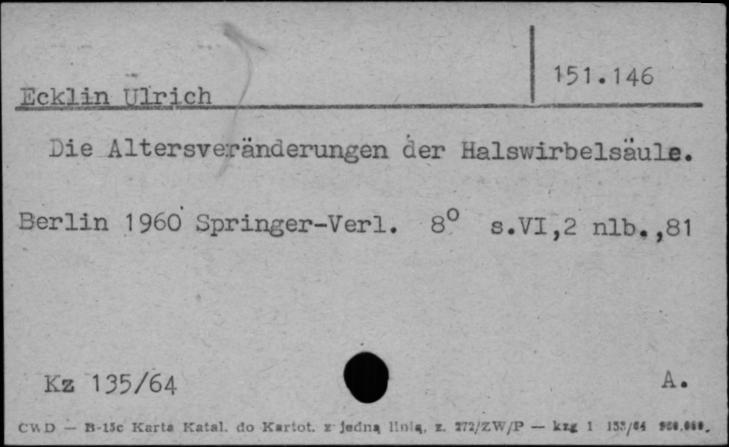 151.146
Ecklin Ulrich
Die Altersveränderungen der Halswirbelsäule.
Berlin 1960 Springer-Verl. 8° s.VI,2 nlb.,81
Kz 135/64 A.
CWD — B-15c Karta Katal. do Kartot. z jedną linią, z. 272/ZW/P — kzg 1 153/64